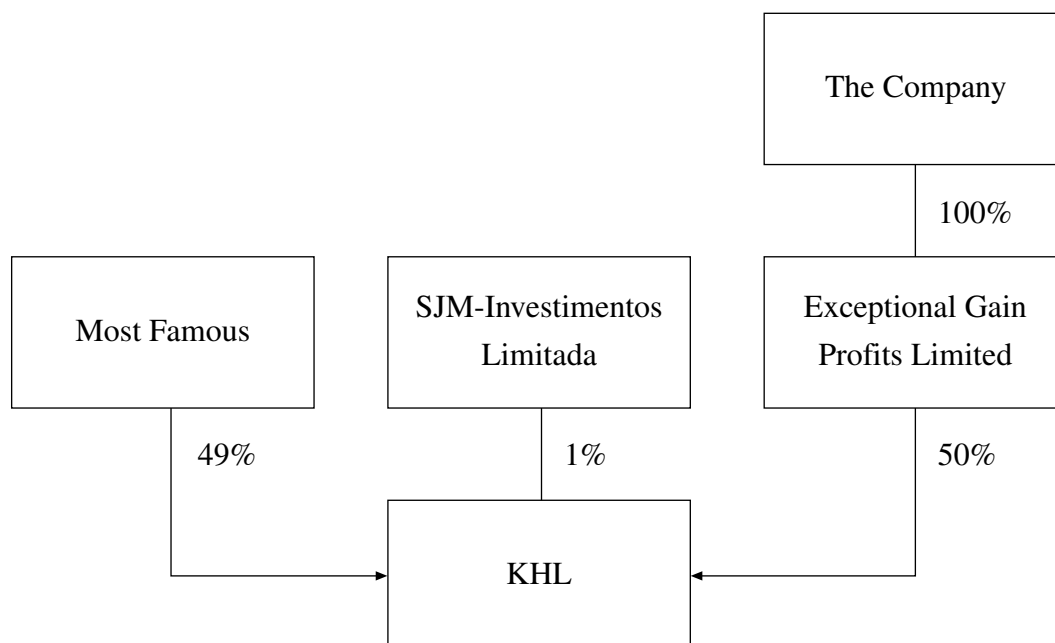 The Company
100%
Most Famous
SJM-Investimentos
Limitada
Exceptional Gain
Profits Limited
49%
1%
50%
KHL